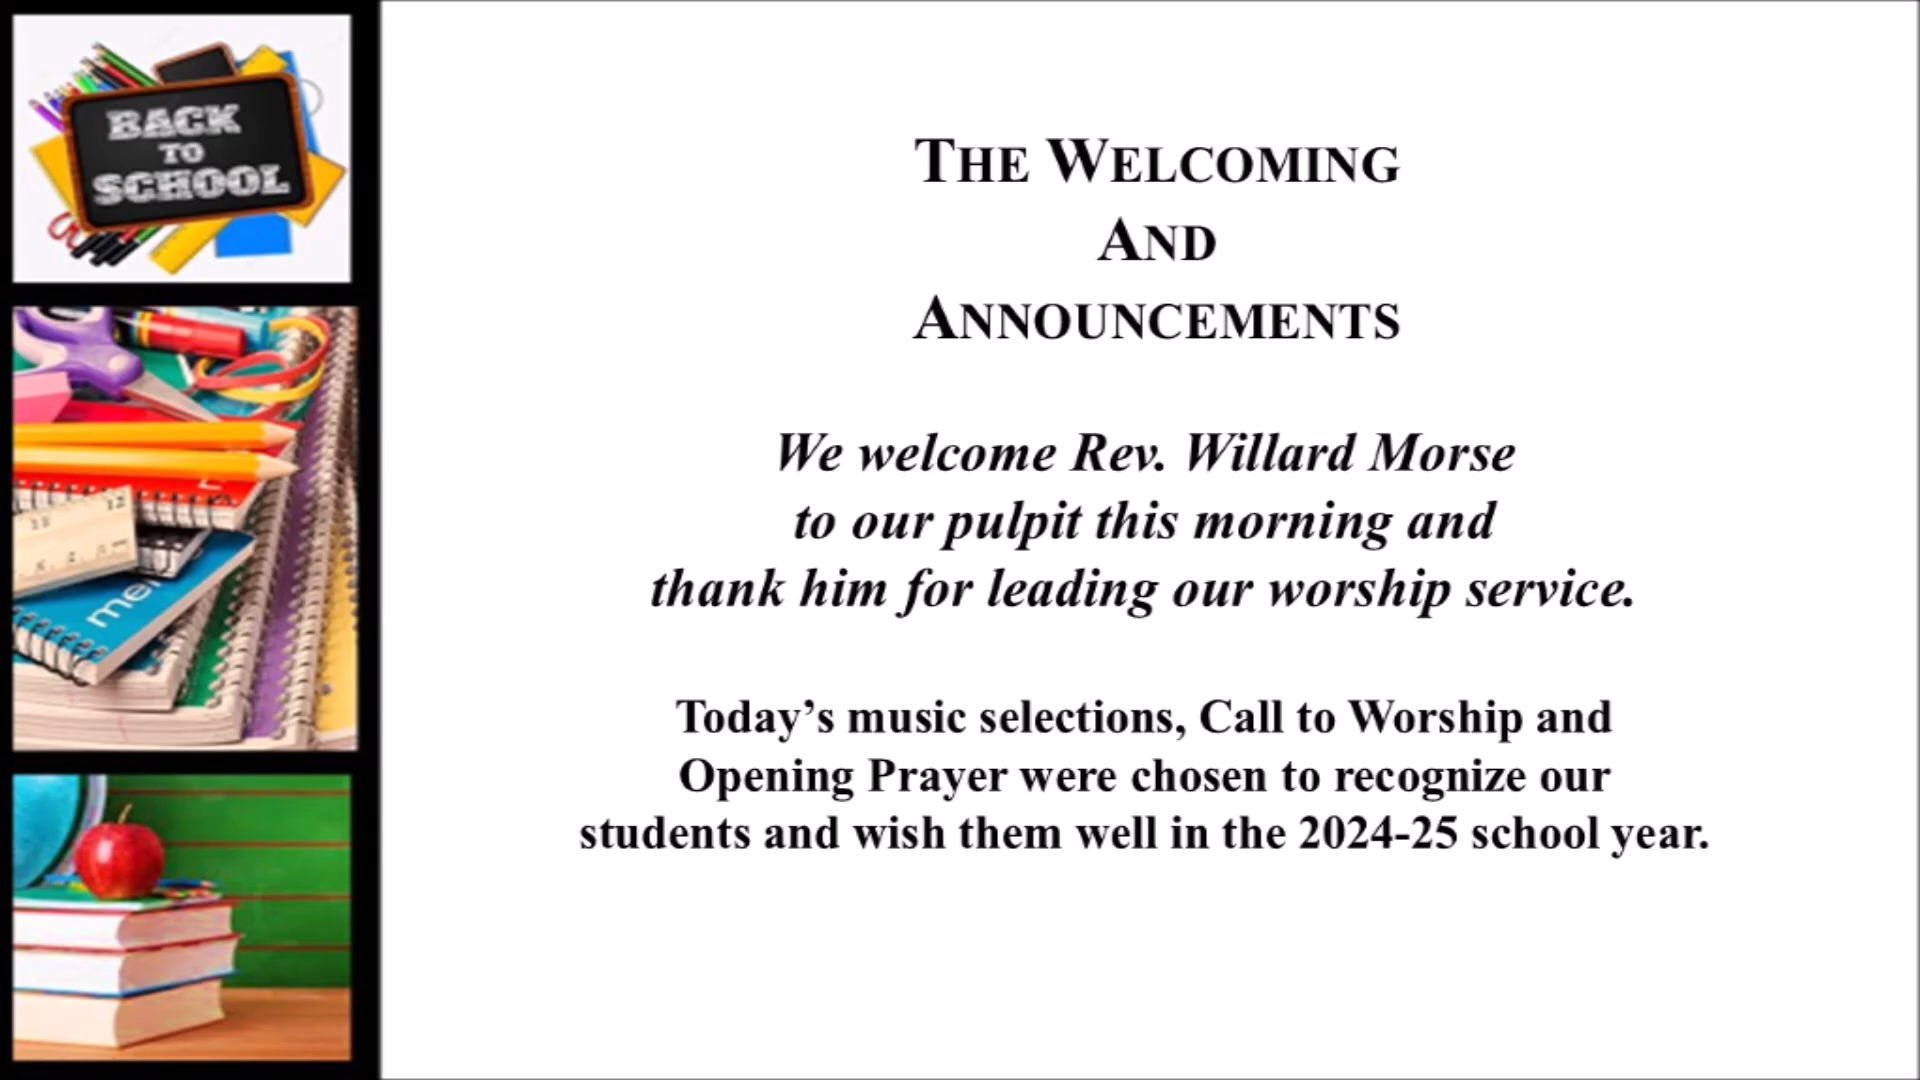 BACK
TO
SCHOOL
THE WELCOMING
AND
ANNOUNCEMENTS
We welcome Rev. Willard Morse
to our pulpit this morning and
thank him for leading our worship service.
Today’s music selections, Call to Worship and
Opening Prayer were chosen to recognize our
students and wish them well in the 2024-25 school year.
12
11